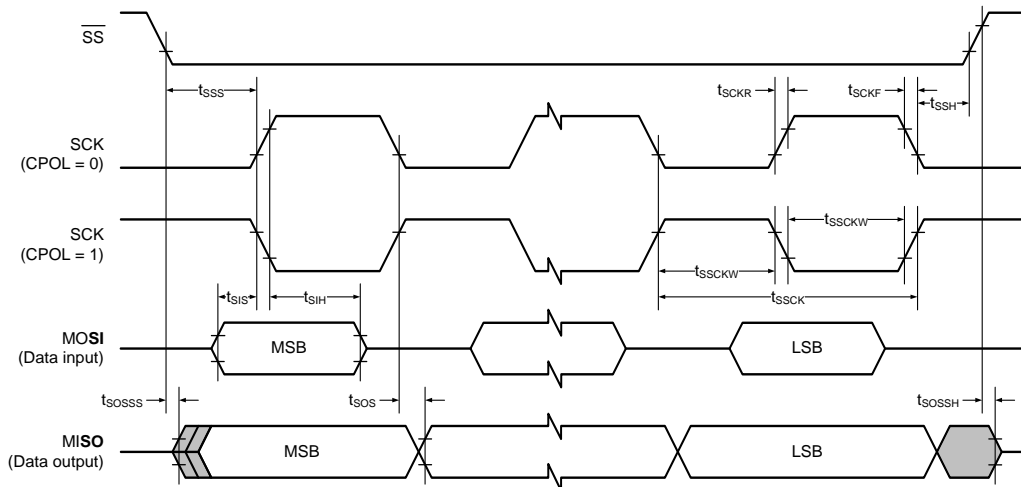 SS
tSSS
tSCKR
tSCKF
tSSH
SCK
(CPOL = 0)
SCK
(CPOL = 1)
tSSCKW
tSSCKW
tSIS
tSIH
tSSCK
MOSI
(Data input)
MSB
LSB
tSOSSS
tSOS
tSOSSH
MISO
(Data output)
MSB
LSB